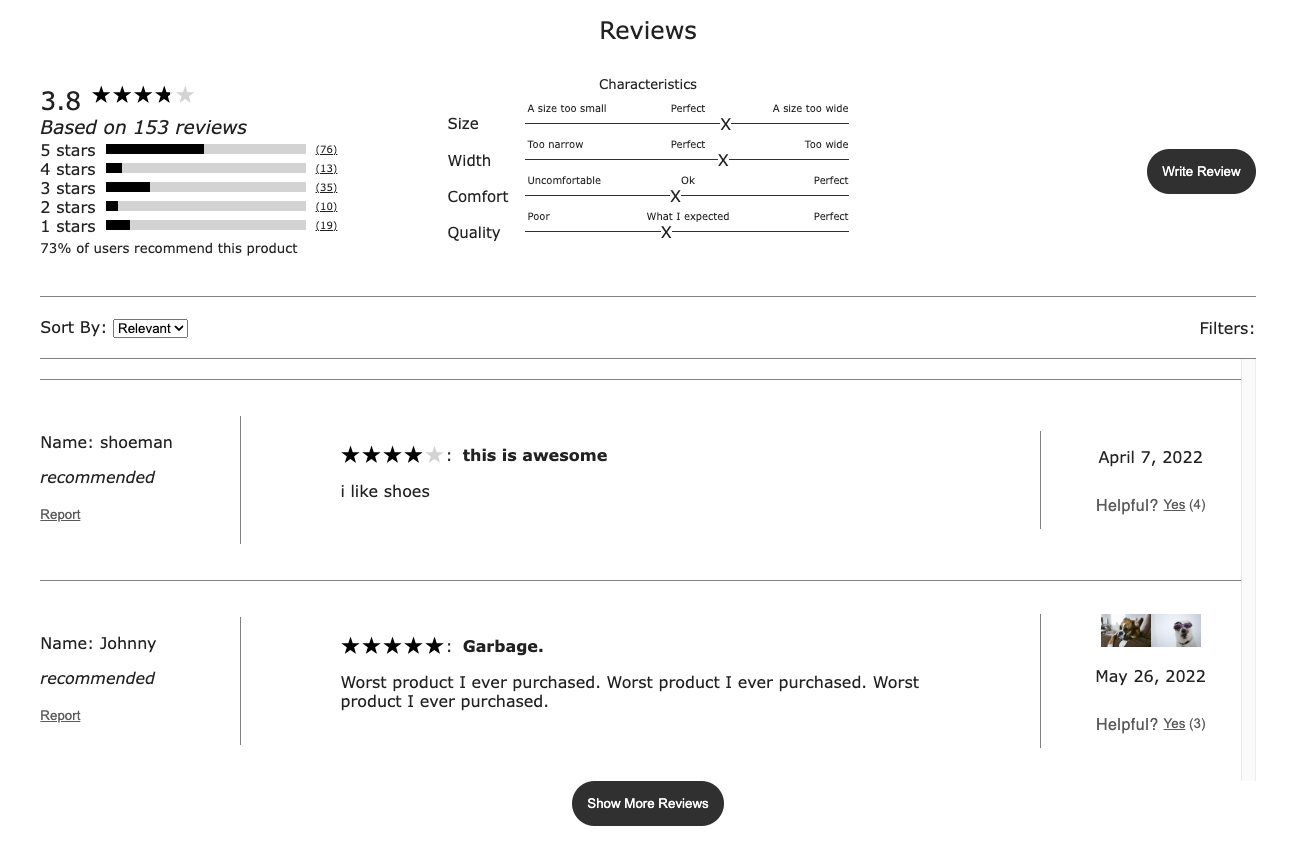 Reviews
3.8 ★★★★★
Based on 153 reviews
5 stars (76)
4 stars (13)
3 stars (35)
2 stars (10)
1 stars (19)
73% of users recommend this product
Characteristics
A size too small Perfect A size too wide
Size X
Too narrow Perfect Too wide
Width X
Uncomfortable Ok Perfect
Comfort X
Poor What I expected Perfect
Quality X
Write Review
Sort By: Relevant
Filters:
Name: shoeman
recommended
Report
★★★★★: this is awesome
i like shoes
April 7, 2022
Helpful? Yes (4)
Name: Johnny
recommended
Report
★★★★★: Garbage.
Worst product I ever purchased. Worst product I ever purchased. Worst
product I ever purchased.
May 26, 2022
Helpful? Yes (3)
Show More Reviews